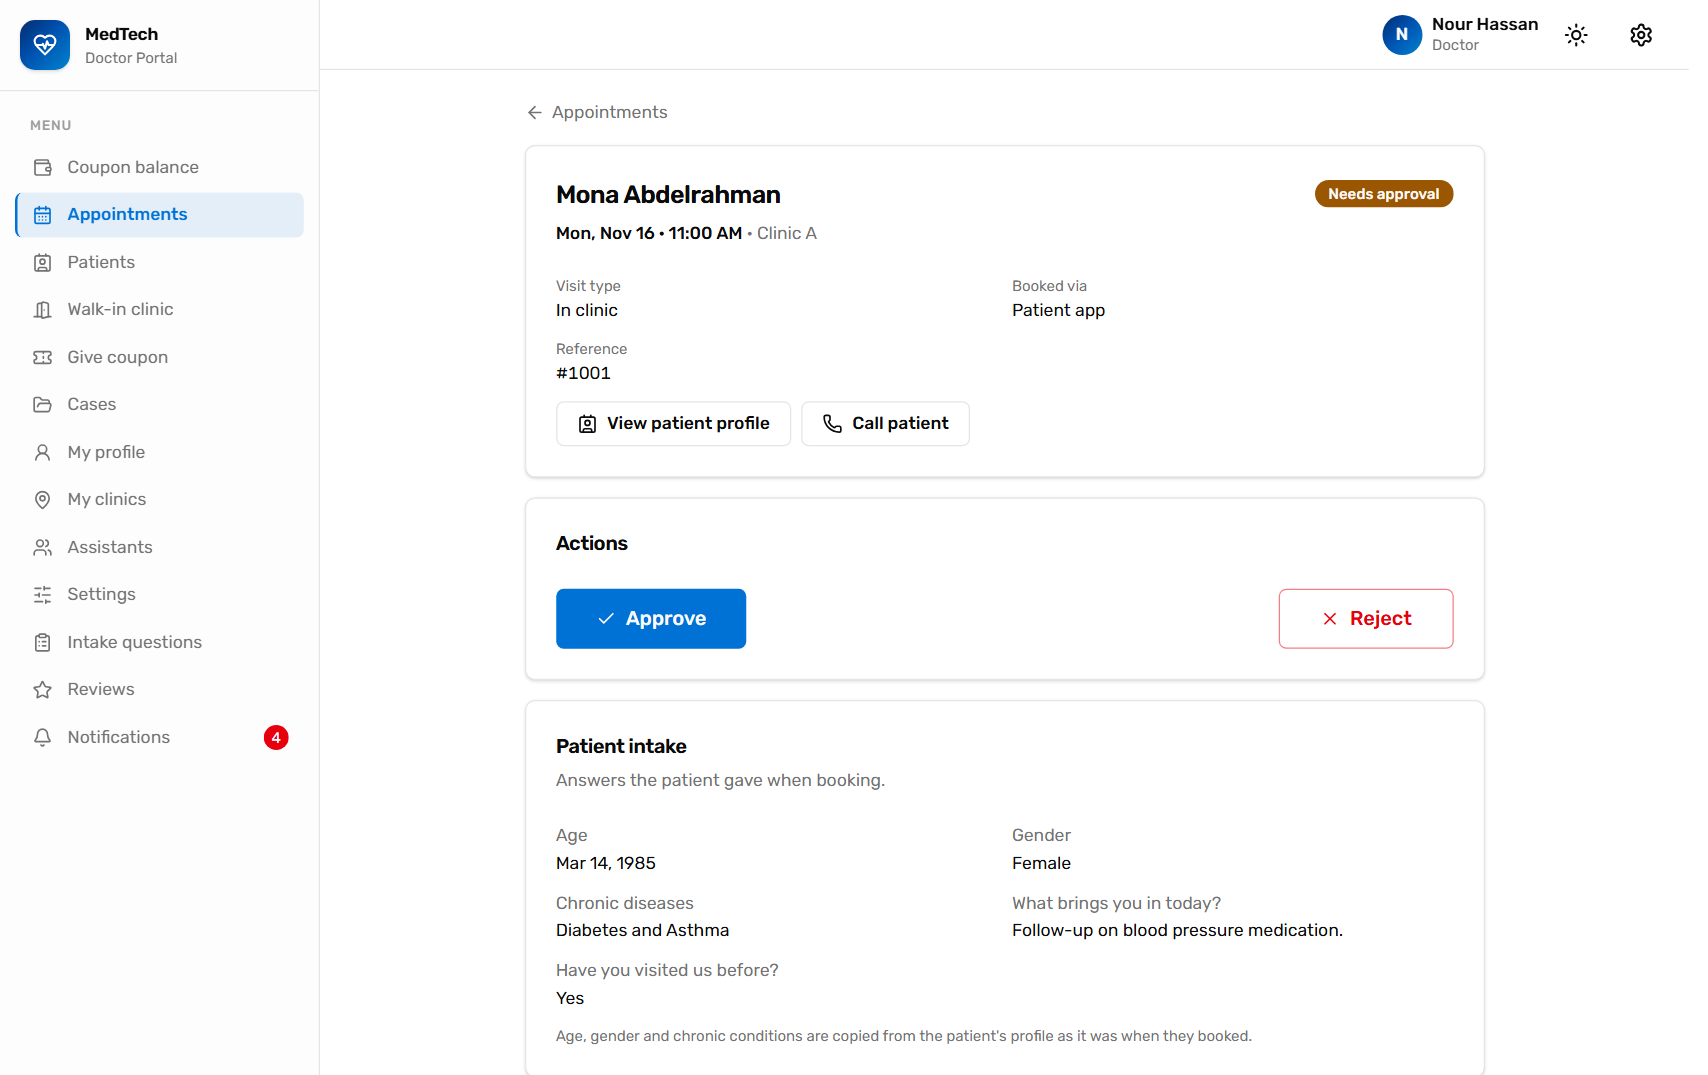 MedTech
Doctor Portal
MENU
Coupon balance
Appointments
Patients
Walk-in clinic
Give coupon
Cases
My profile
My clinics
Assistants
Settings
Intake questions
Reviews
Notifications
4
N
Nour Hassan
Doctor
Appointments
Mona Abdelrahman
Needs approval
Mon, Nov 16 • 11:00 AM • Clinic A
Visit type
In clinic
Booked via
Patient app
Reference
#1001
View patient profile
Call patient
Actions
Approve
Reject
Patient intake
Answers the patient gave when booking.
Age
Mar 14, 1985
Gender
Female
Chronic diseases
Diabetes and Asthma
What brings you in today?
Follow-up on blood pressure medication.
Have you visited us before?
Yes
Age, gender and chronic conditions are copied from the patient's profile as it was when they booked.